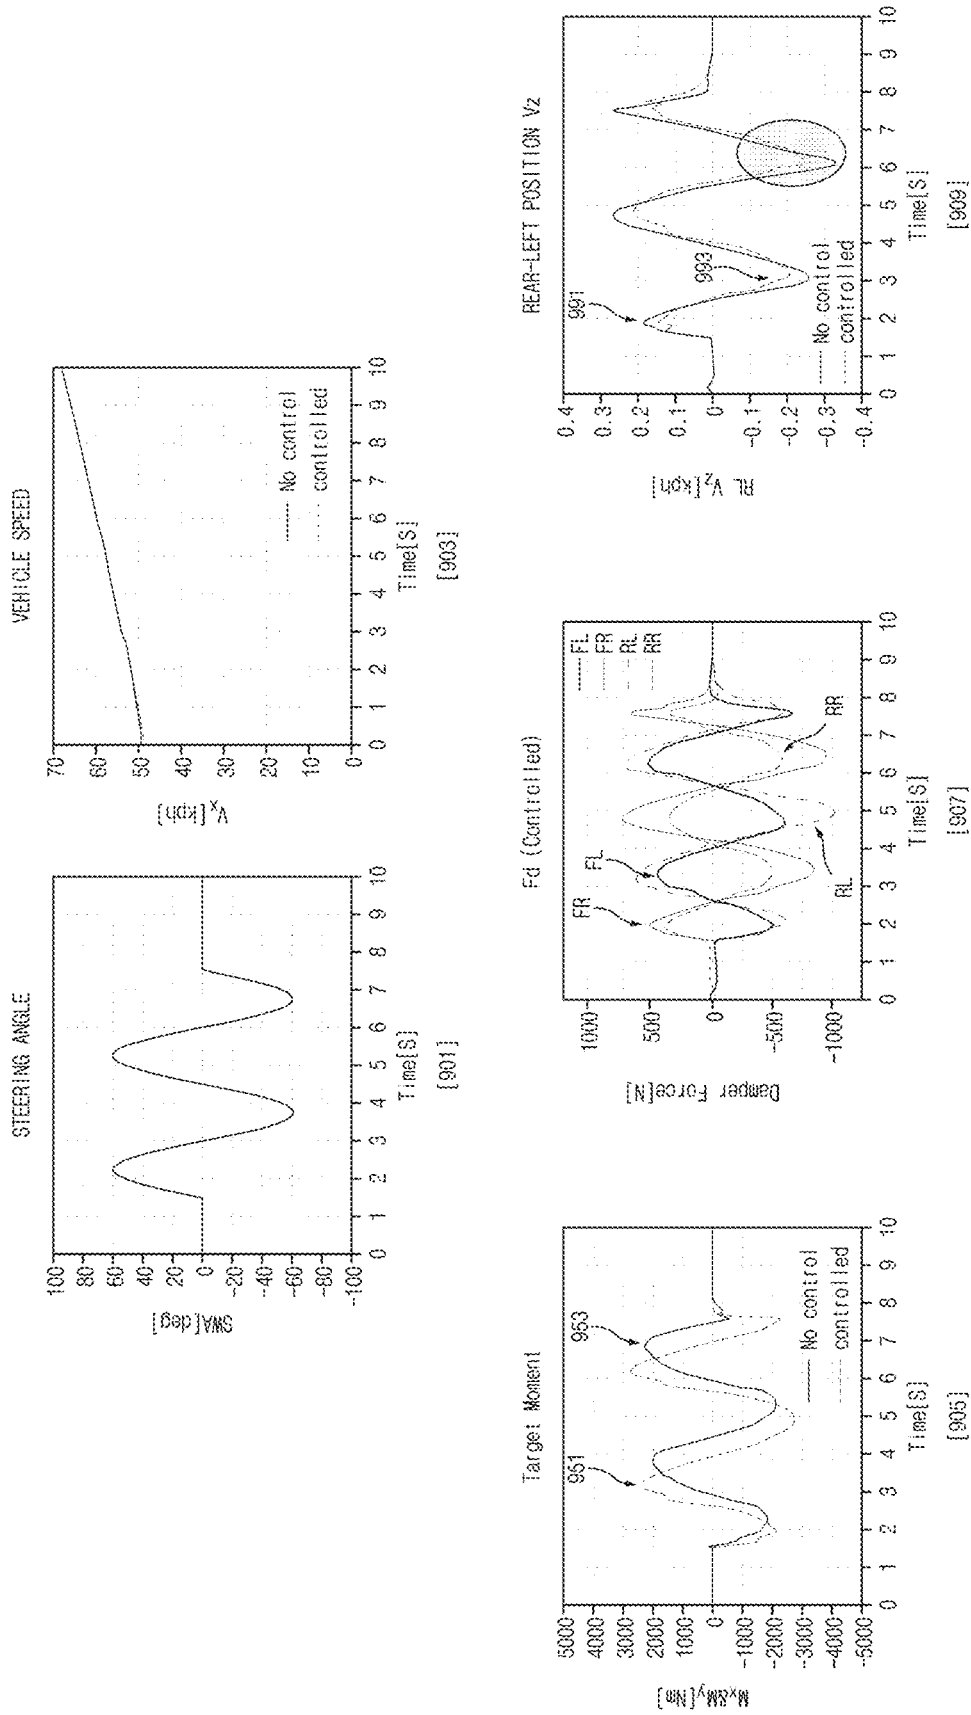 STEERING ANGLE
SWA[deg]
100
80
60
40
20
0
-20
-40
-60
-80
-100
0 1 2 3 4 5 6 7 8 9 10
Time[S]
[901]
VEHICLE SPEED
Vx[kph]
70
60
50
40
30
20
10
0
0 1 2 3 4 5 6 7 8 9 10
No control
controlled
Time[S]
[903]
Target Moment
Mx&My[Nm]
5000
4000
3000
2000
1000
0
-1000
-2000
-3000
-4000
-5000
0 1 2 3 4 5 6 7 8 9 10
951
953
No control
controlled
Time[S]
[905]
Fd (Controlled)
Damper Force[N]
1000
500
0
-500
-1000
0 1 2 3 4 5 6 7 8 9 10
FR
FL
RL
RR
FL
FR
RL
RR
Time[S]
[907]
REAR-LEFT POSITION Vz
RL Vz[kph]
0.4
0.3
0.2
0.1
0
-0.1
-0.2
-0.3
-0.4
0 1 2 3 4 5 6 7 8 9 10
991
993
No control
controlled
Time[S]
[909]